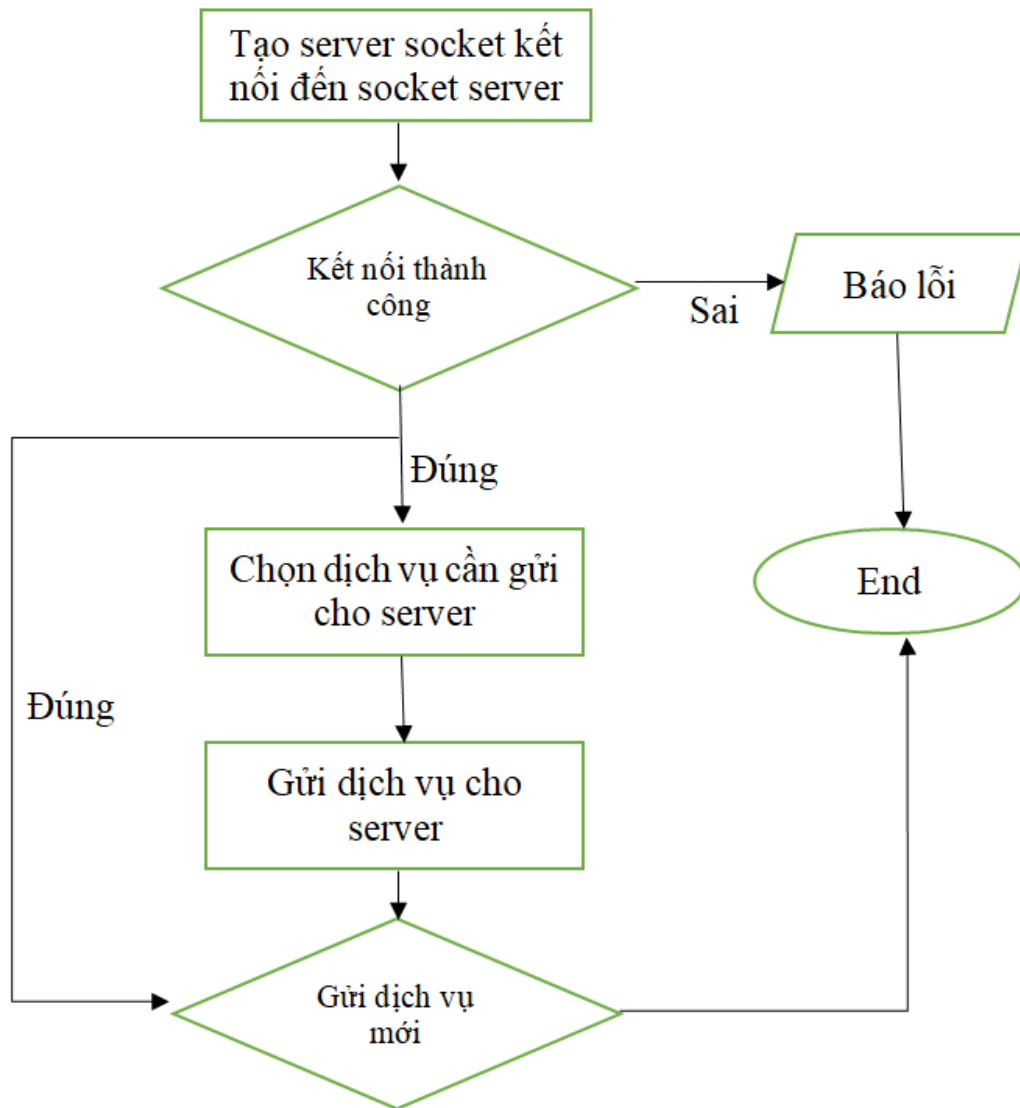 Tạo server socket kết
nối đến socket server
Kết nối thành
công
Sai
Báo lỗi
Đúng
Chọn dịch vụ cần gửi
cho server
End
Đúng
Gửi dịch vụ cho
server
Gửi dịch vụ
mới